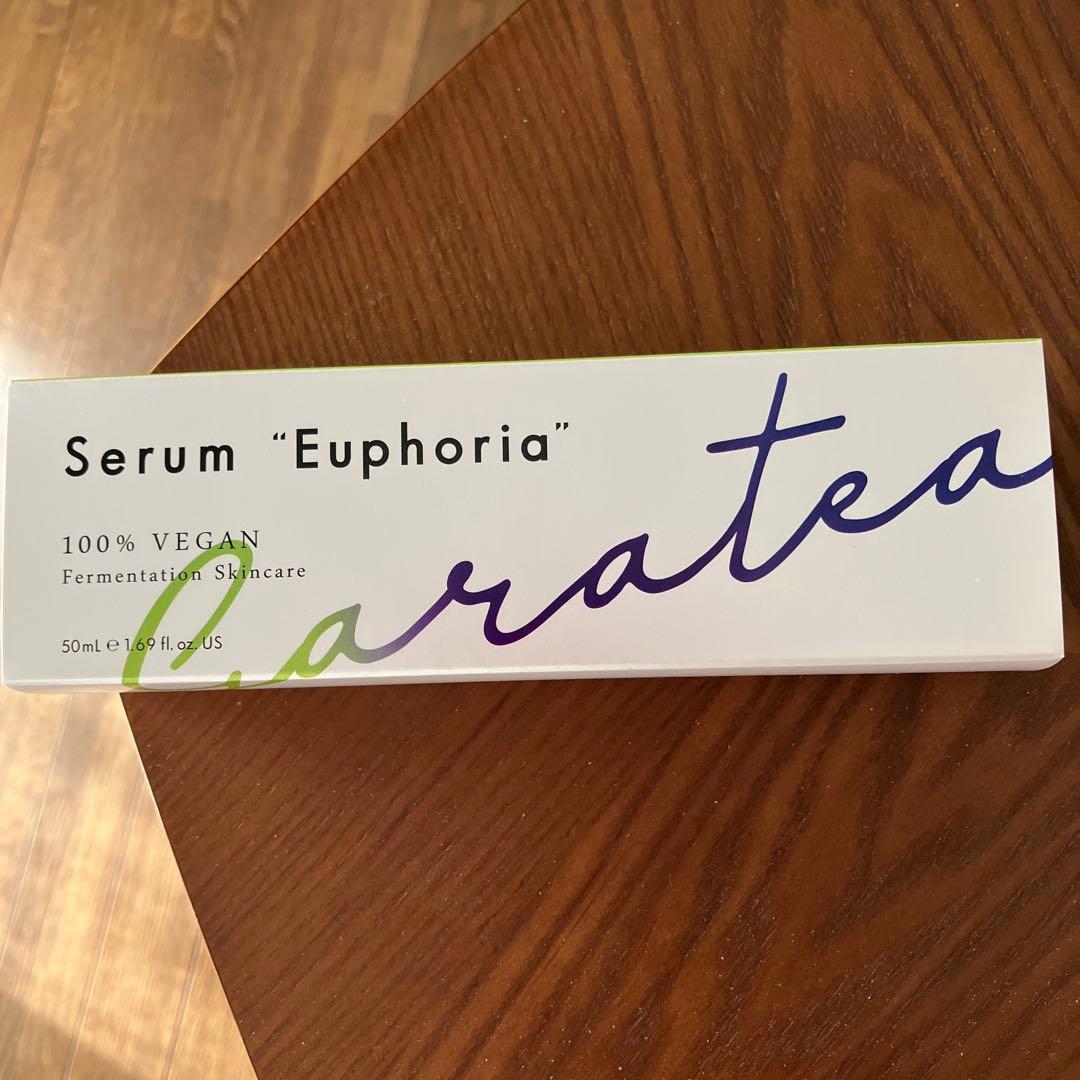 Serum “Euphoria”
100% VEGAN
Fermentation Skincare
50mL ℮ 1.69 fl. oz. US
Caratea